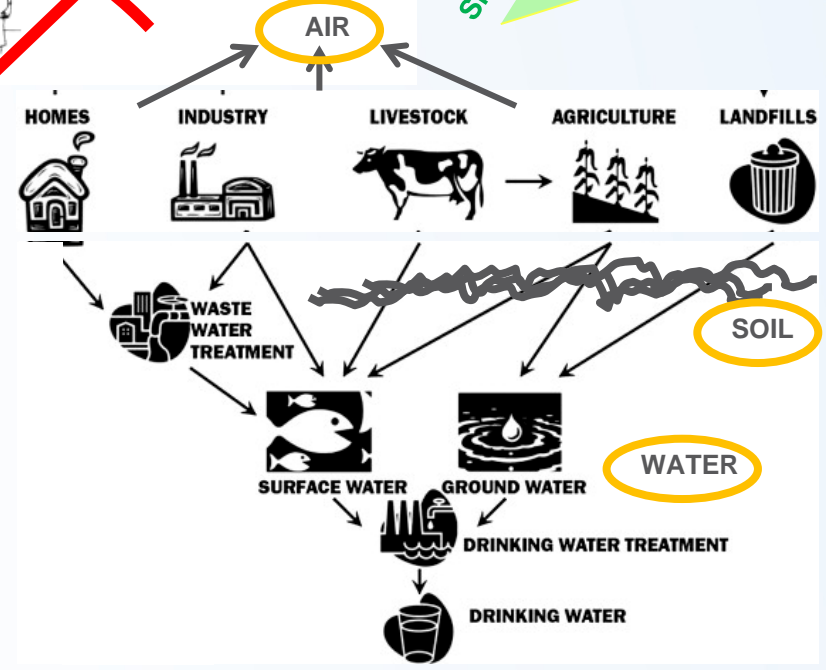 AIR
HOMES
INDUSTRY
LIVESTOCK
AGRICULTURE
LANDFILLS
WASTE
WATER
TREATMENT
SOIL
WATER
SURFACE WATER
GROUND WATER
DRINKING WATER TREATMENT
DRINKING WATER